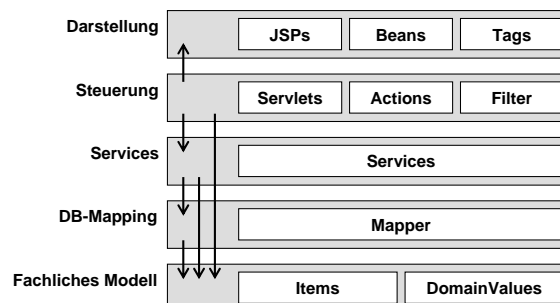 Darstellung
JSPs Beans Tags
Steuerung
Servlets Actions Filter
Services
Services
DB-Mapping
Mapper
Fachliches Modell
Items DomainValues